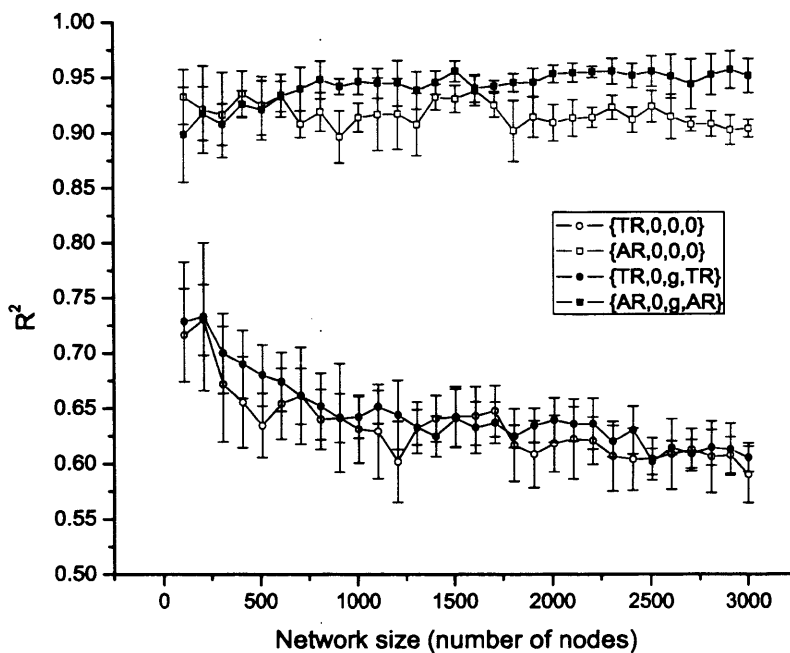 1.00
0.95
0.90
0.85
0.80
0.75
0.70
0.65
0.60
0.55
0.50
R²
{TR,0,0,0}
{AR,0,0,0}
{TR,0,g,TR}
{AR,0,g,AR}
0 500 1000 1500 2000 2500 3000
Network size (number of nodes)